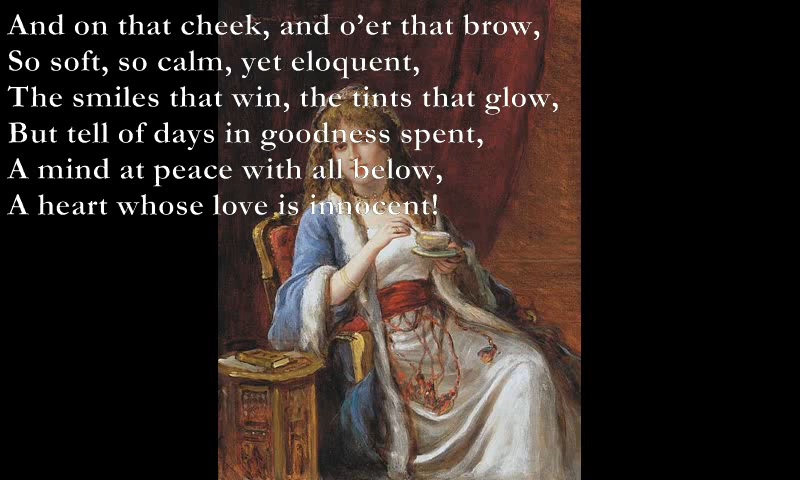 And on that cheek, and o’er that brow,
So soft, so calm, yet eloquent,
The smiles that win, the tints that glow,
But tell of days in goodness spent,
A mind at peace with all below,
A heart whose love is innocent!